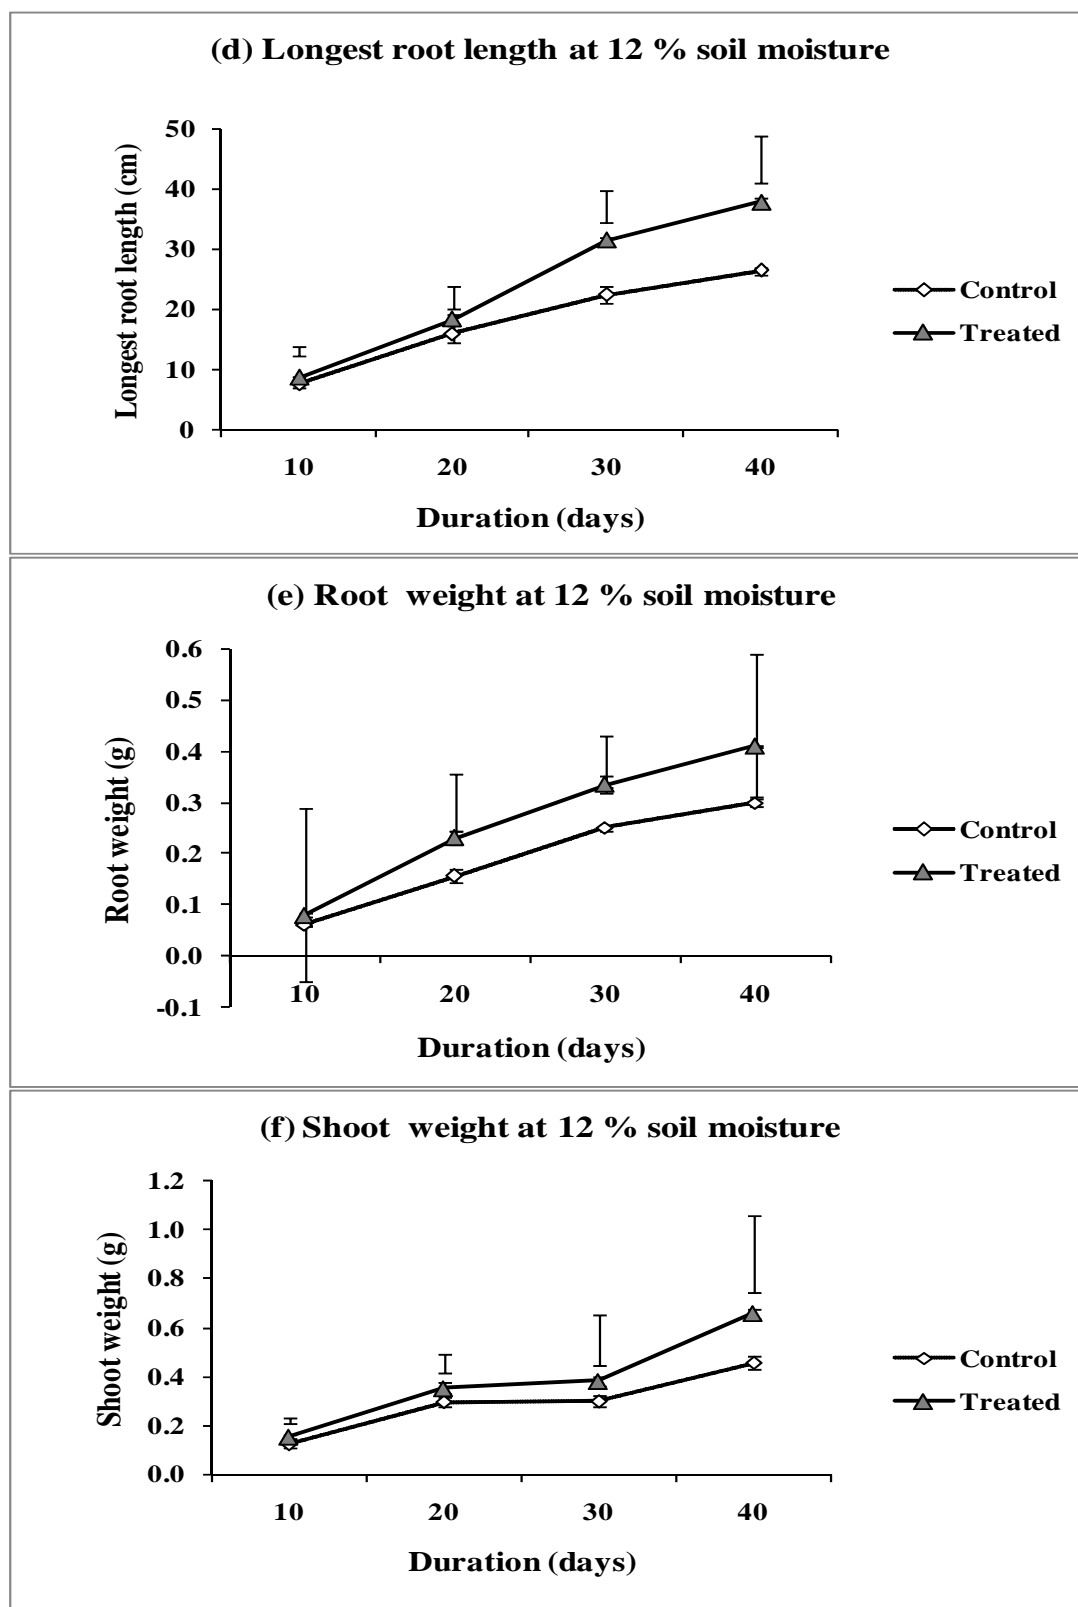 (d) Longest root length at 12 % soil moisture
Longest root length (cm)
50
40
30
20
10
0
10 20 30 40
Duration (days)
Control
Treated
(e) Root weight at 12 % soil moisture
Root weight (g)
0.6
0.5
0.4
0.3
0.2
0.1
0.0
-0.1
10 20 30 40
Duration (days)
Control
Treated
(f) Shoot weight at 12 % soil moisture
Shoot weight (g)
1.2
1.0
0.8
0.6
0.4
0.2
0.0
10 20 30 40
Duration (days)
Control
Treated